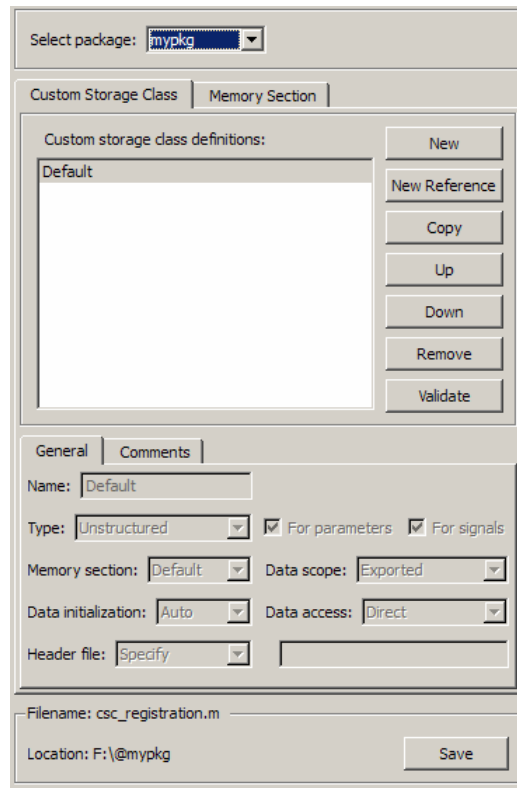 Select package: mypkg
Custom Storage Class Memory Section
Custom storage class definitions:
Default
New
New Reference
Copy
Up
Down
Remove
Validate
General Comments
Name: Default
Type: Unstructured For parameters For signals
Memory section: Default Data scope: Exported
Data initialization: Auto Data access: Direct
Header file: Specify
Filename: csc_registration.m
Location: F:\@mypkg Save